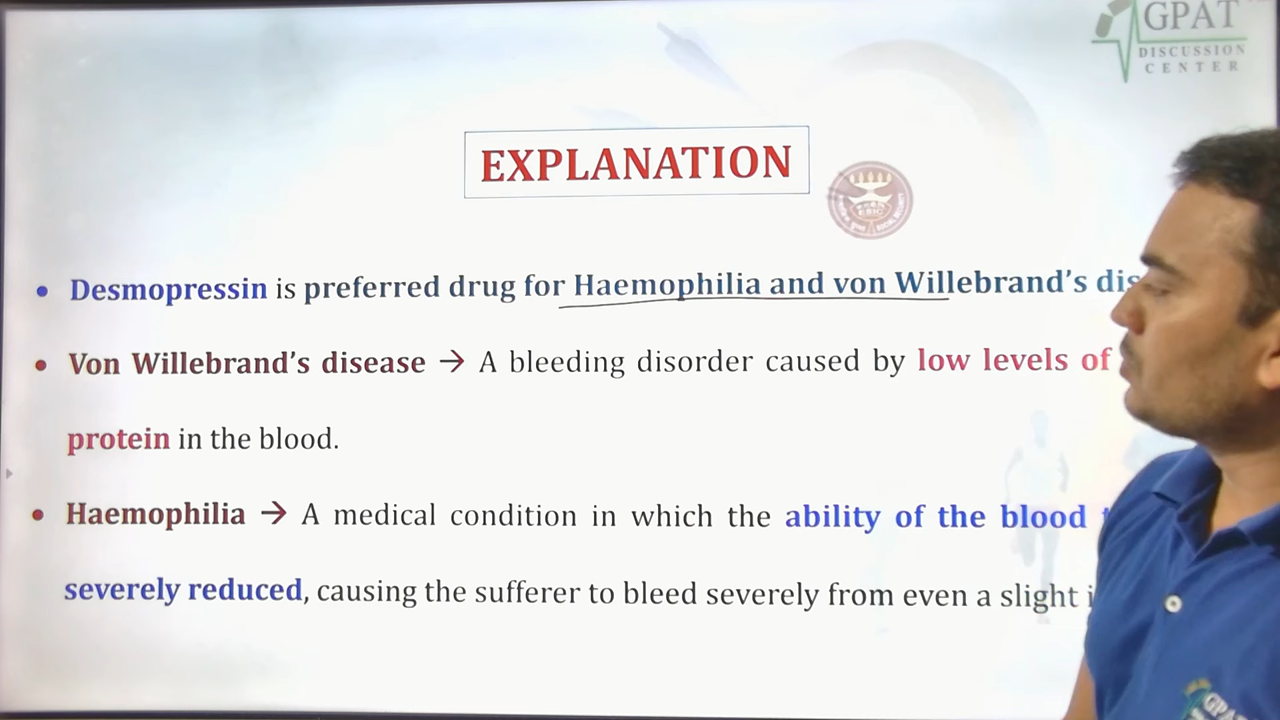 GPAT
DISCUSSION
CENTER
EXPLANATION
ESIC
• Desmopressin is preferred drug for Haemophilia and von Willebrand's
• Von Willebrand's disease → A bleeding disorder caused by low levels of
protein in the blood.
• Haemophilia → A medical condition in which the ability of the blood
severely reduced, causing the sufferer to bleed severely from even a slight
GPAT